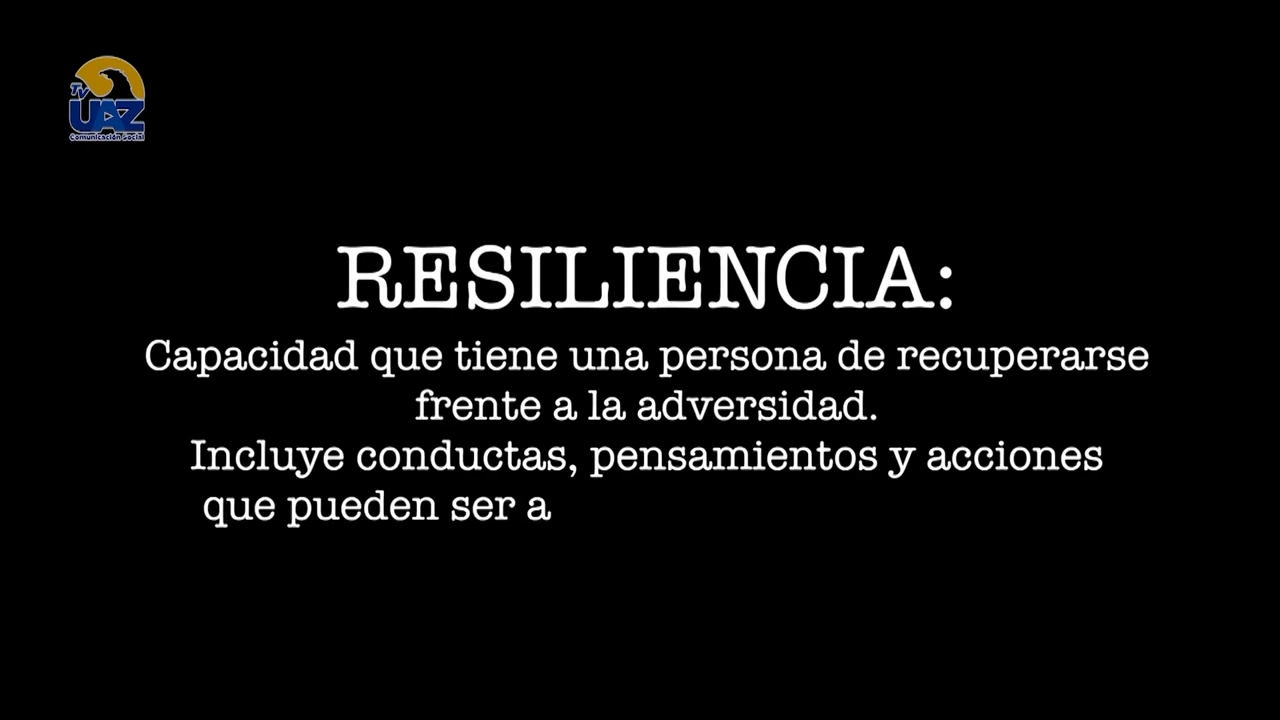 TV
UAZ
Comunicación Social
RESILIENCIA:
Capacidad que tiene una persona de recuperarse
frente a la adversidad.
Incluye conductas, pensamientos y acciones
que pueden ser a